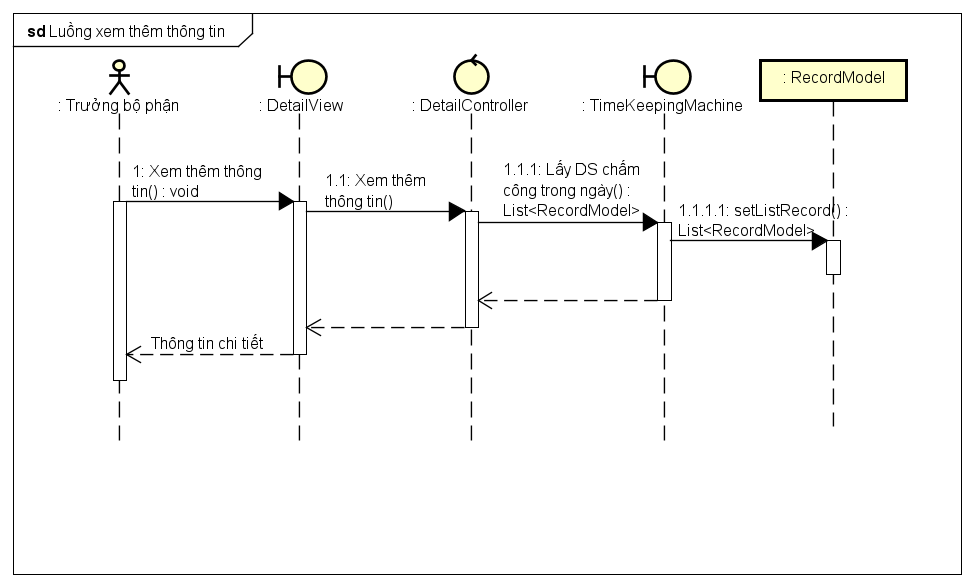 sd Luồng xem thêm thông tin
: Trưởng bộ phận
: DetailView
: DetailController
: TimeKeepingMachine
: RecordModel
1: Xem thêm thông
tin() : void
1.1: Xem thêm
thông tin()
1.1.1: Lấy DS chấm
công trong ngày() :
List<RecordModel>
1.1.1.1: setListRecord() :
List<RecordModel>
Thông tin chi tiết